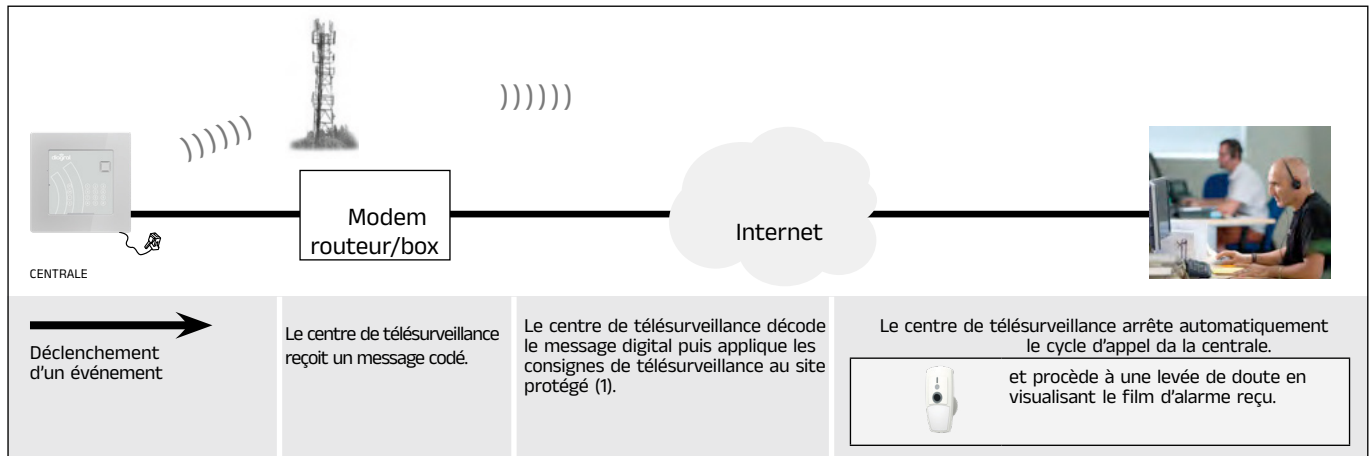 ))))))
))))))
Modem
routeur/box
Internet
CENTRALE
Déclenchement
d'un événement
Le centre de télésurveillance
reçoit un message codé.
Le centre de télésurveillance décode
le message digital puis applique les
consignes de télésurveillance au site
protégé (1).
Le centre de télésurveillance arrête automatiquement
le cycle d'appel da la centrale.
et procède à une levée de doute en
visualisant le film d'alarme reçu.